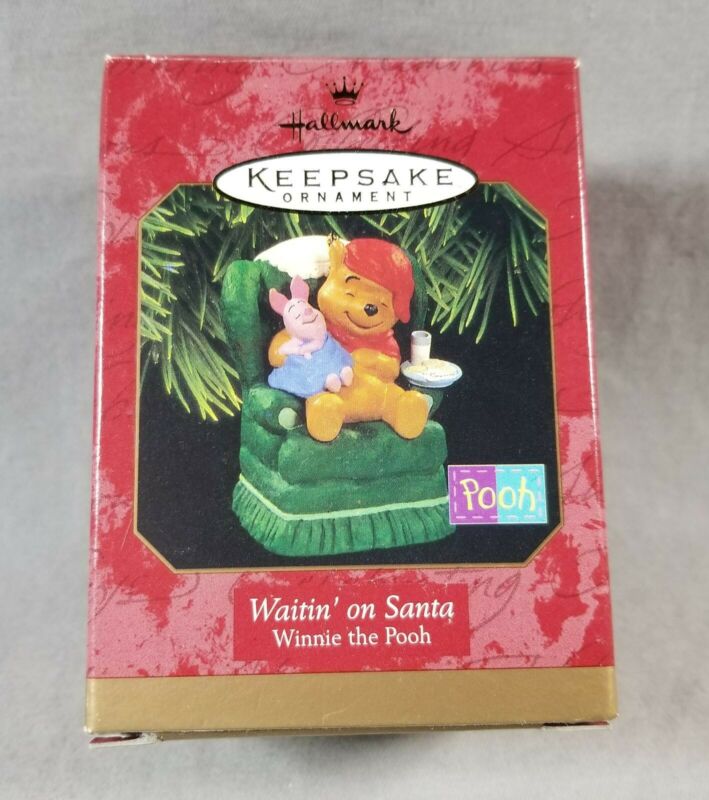 Hallmark
KEEPSAKE
ORNAMENT
Pooh
Waitin' on Santa
Winnie the Pooh